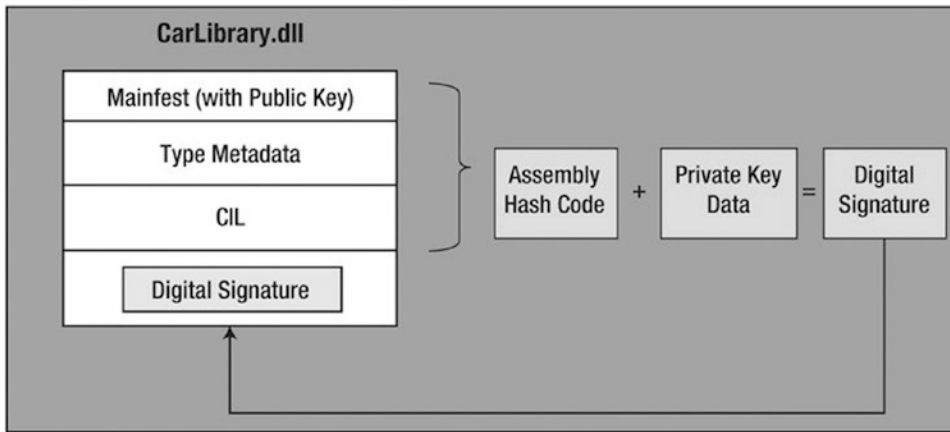 CarLibrary.dll
Mainfest (with Public Key)
Type Metadata
CIL
Digital Signature
Assembly
Hash Code
+
Private Key
Data
=
Digital
Signature